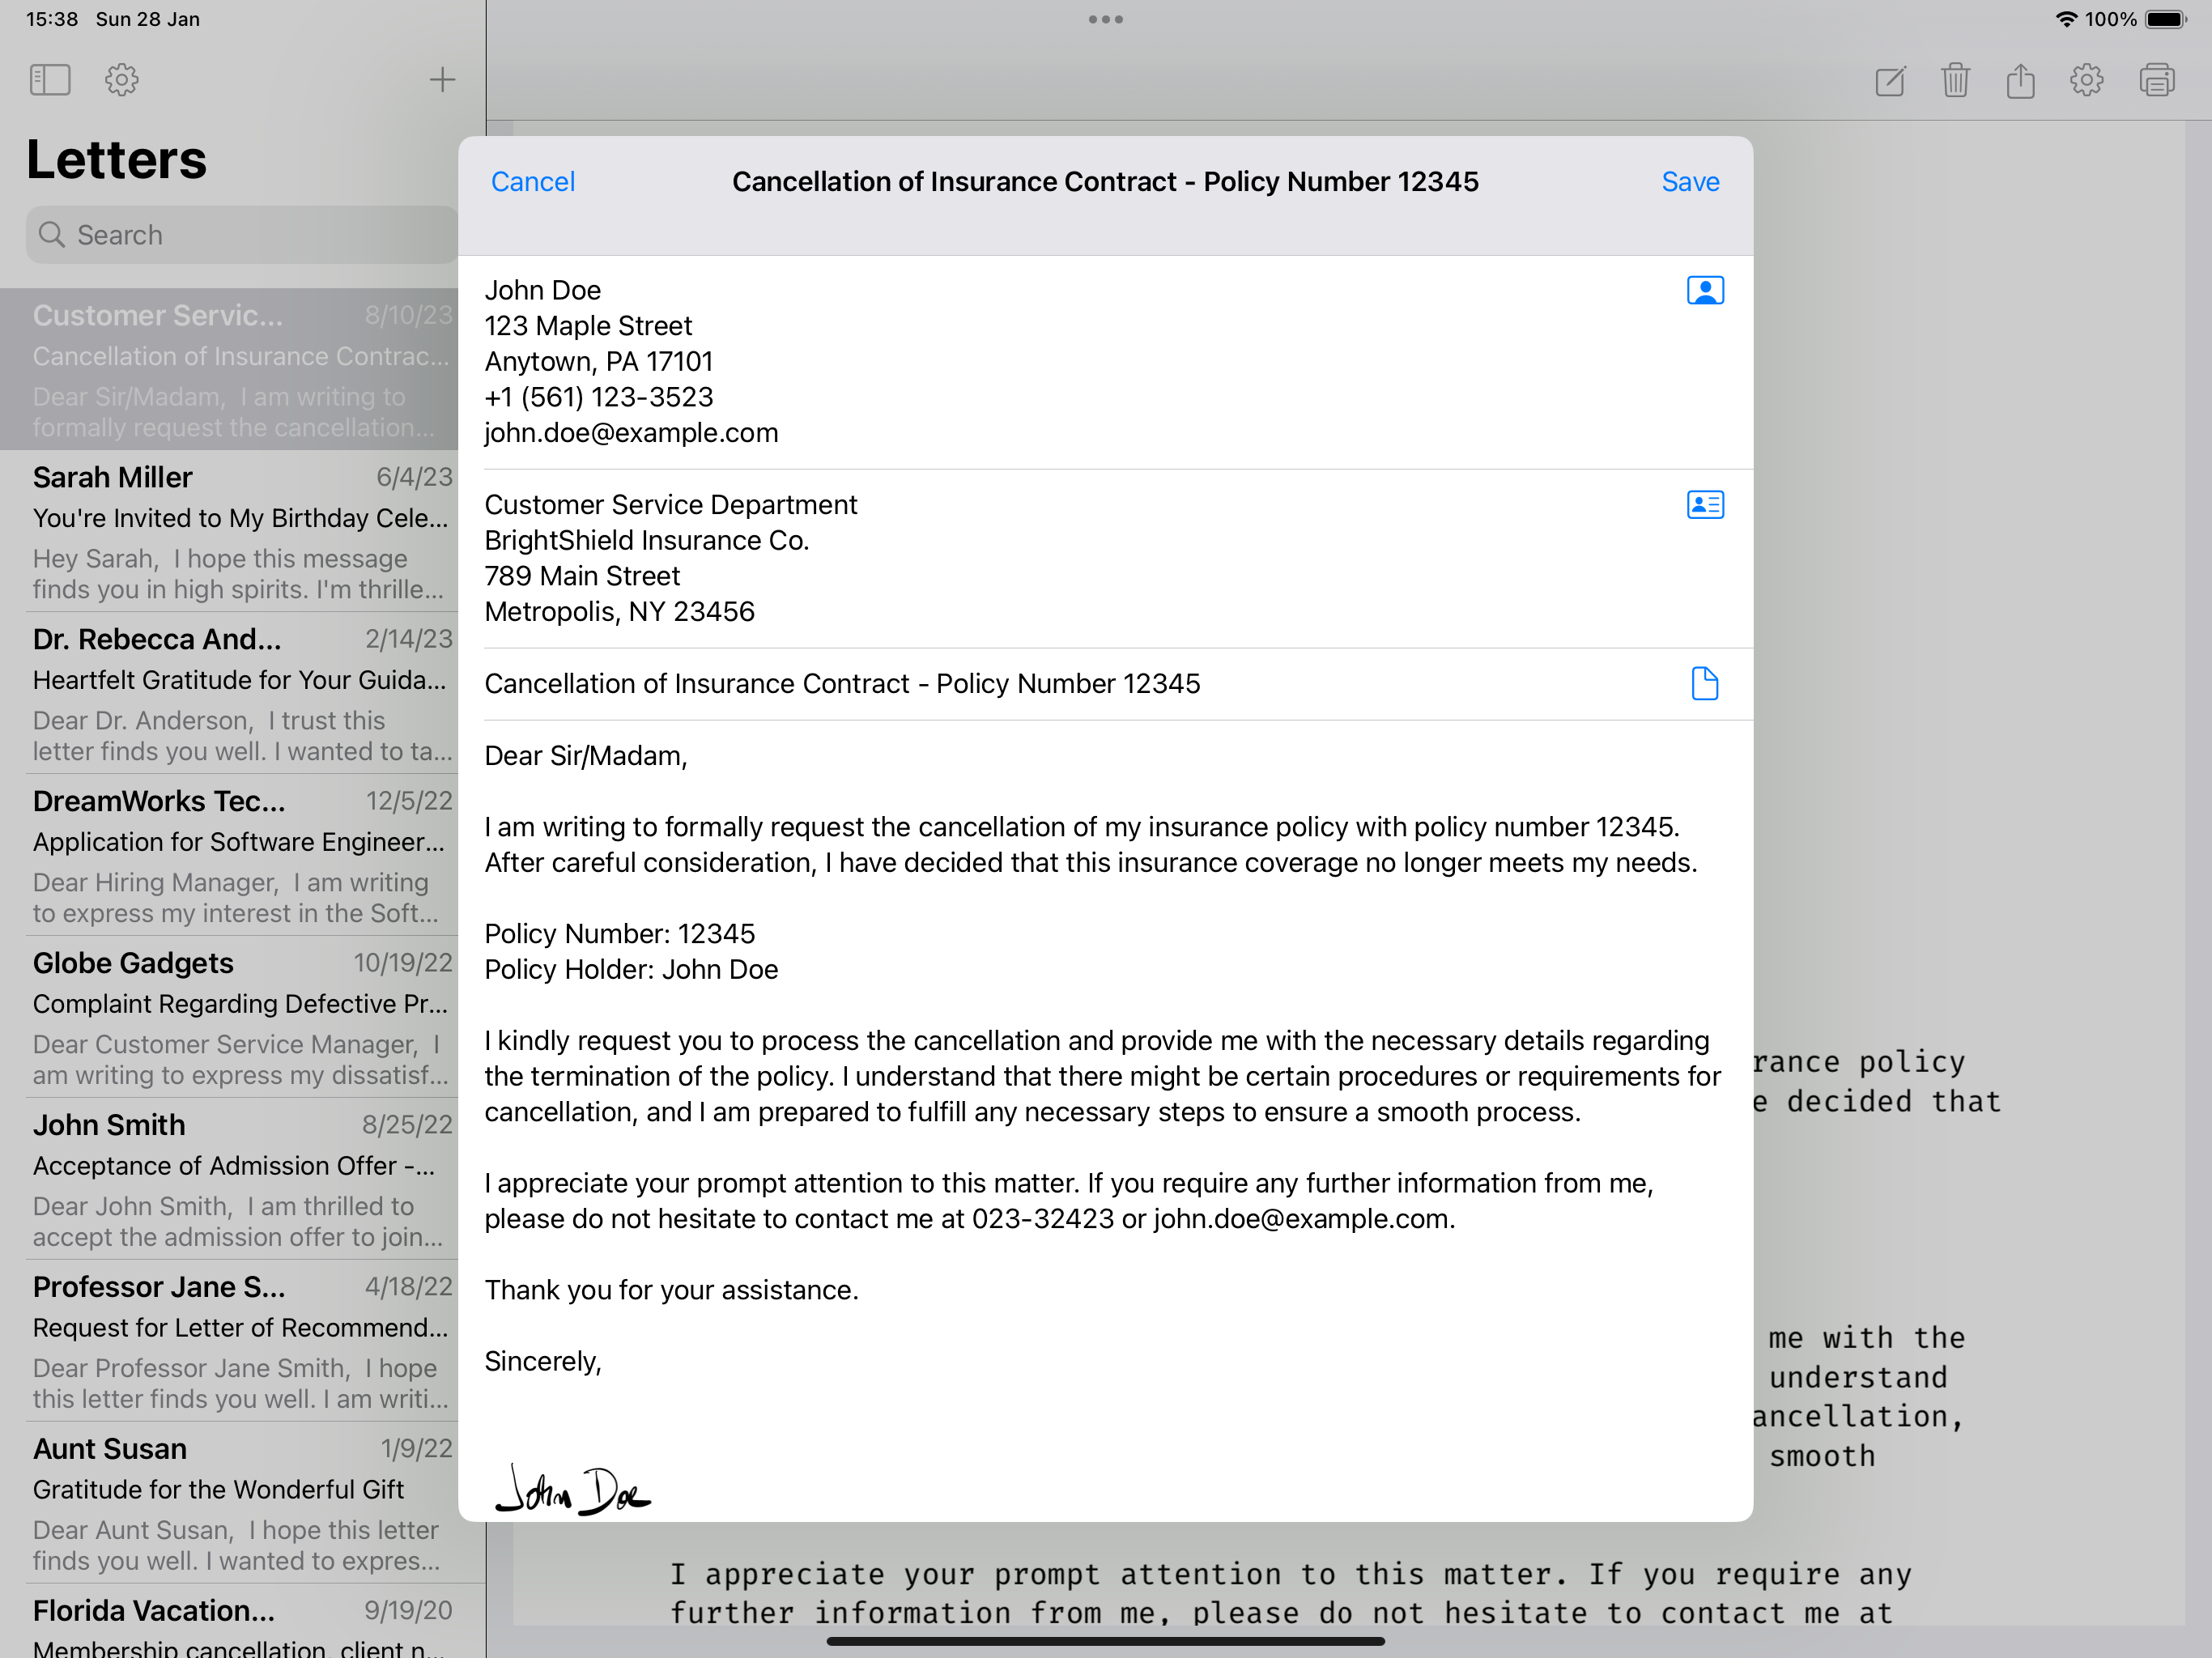 15:38 Sun 28 Jan
100%
Letters
Search
Customer Servic... 8/10/23
Cancellation of Insurance Contrac...
Dear Sir/Madam, I am writing to
formally request the cancellation...
Sarah Miller 6/4/23
You're Invited to My Birthday Cele...
Hey Sarah, I hope this message
finds you in high spirits. I'm thrille...
Dr. Rebecca And... 2/14/23
Heartfelt Gratitude for Your Guida...
Dear Dr. Anderson, I trust this
letter finds you well. I wanted to ta...
DreamWorks Tec... 12/5/22
Application for Software Engineer...
Dear Hiring Manager, I am writing
to express my interest in the Soft...
Globe Gadgets 10/19/22
Complaint Regarding Defective Pr...
Dear Customer Service Manager, I
am writing to express my dissatisf...
John Smith 8/25/22
Acceptance of Admission Offer -...
Dear John Smith, I am thrilled to
accept the admission offer to join...
Professor Jane S... 4/18/22
Request for Letter of Recommend...
Dear Professor Jane Smith, I hope
this letter finds you well. I am writi...
Aunt Susan 1/9/22
Gratitude for the Wonderful Gift
Dear Aunt Susan, I hope this letter
finds you well. I wanted to expres...
Florida Vacation... 9/19/20
Membership cancellation, client n...
Cancel Cancellation of Insurance Contract - Policy Number 12345 Save
John Doe
123 Maple Street
Anytown, PA 17101
+1 (561) 123-3523
john.doe@example.com
Customer Service Department
BrightShield Insurance Co.
789 Main Street
Metropolis, NY 23456
Cancellation of Insurance Contract - Policy Number 12345
Dear Sir/Madam,
I am writing to formally request the cancellation of my insurance policy with policy number 12345.
After careful consideration, I have decided that this insurance coverage no longer meets my needs.
Policy Number: 12345
Policy Holder: John Doe
I kindly request you to process the cancellation and provide me with the necessary details regarding
the termination of the policy. I understand that there might be certain procedures or requirements for
cancellation, and I am prepared to fulfill any necessary steps to ensure a smooth process.
I appreciate your prompt attention to this matter. If you require any further information from me,
please do not hesitate to contact me at 023-32423 or john.doe@example.com.
Thank you for your assistance.
Sincerely,
John Doe
rance policy
e decided that
me with the
understand
ancellation,
smooth
I appreciate your prompt attention to this matter. If you require any
further information from me, please do not hesitate to contact me at